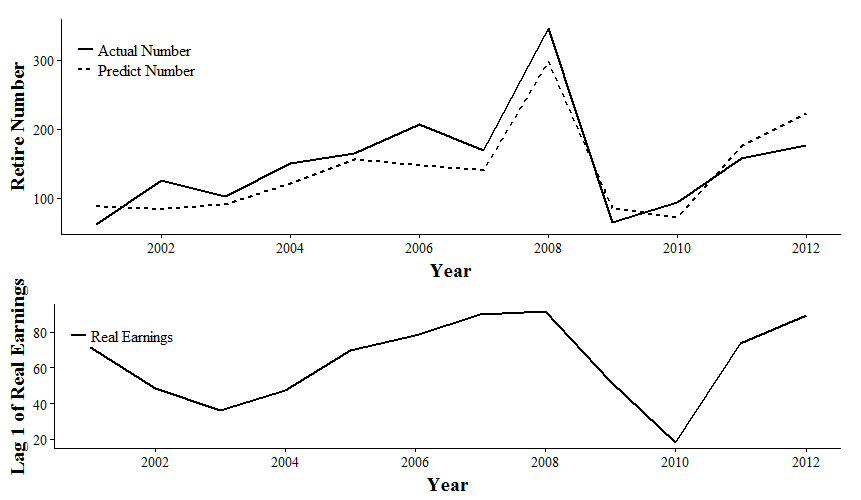 Retire Number
300
200
100
Actual Number
Predict Number
2002 2004 2006 2008 2010 2012
Year
Lag 1 of Real Earnings
80
60
40
20
Real Earnings
2002 2004 2006 2008 2010 2012
Year